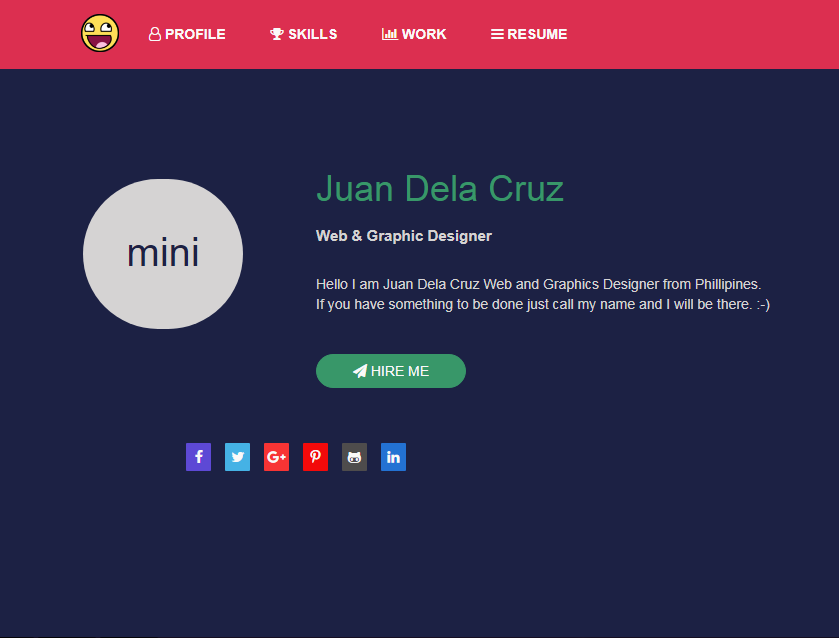 PROFILE SKILLS WORK RESUME
mini
Juan Dela Cruz
Web & Graphic Designer
Hello I am Juan Dela Cruz Web and Graphics Designer from Phillipines.
If you have something to be done just call my name and I will be there. :-)
HIRE ME
f G+ in